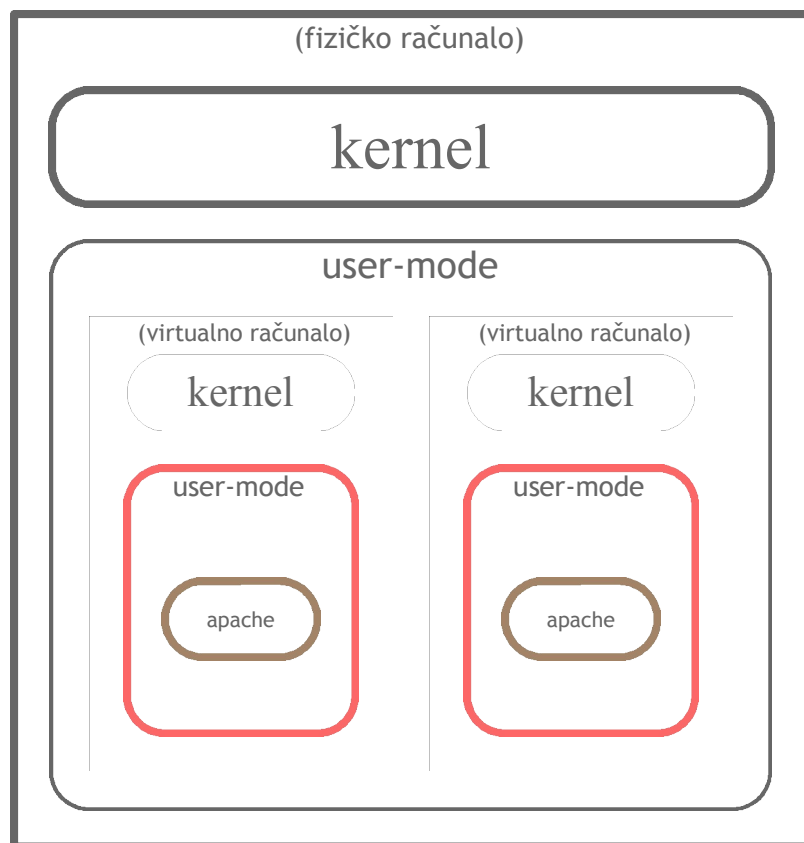 (fizičko računalo)
kernel
user-mode
(virtualno računalo)
kernel
user-mode
apache
(virtualno računalo)
kernel
user-mode
apache